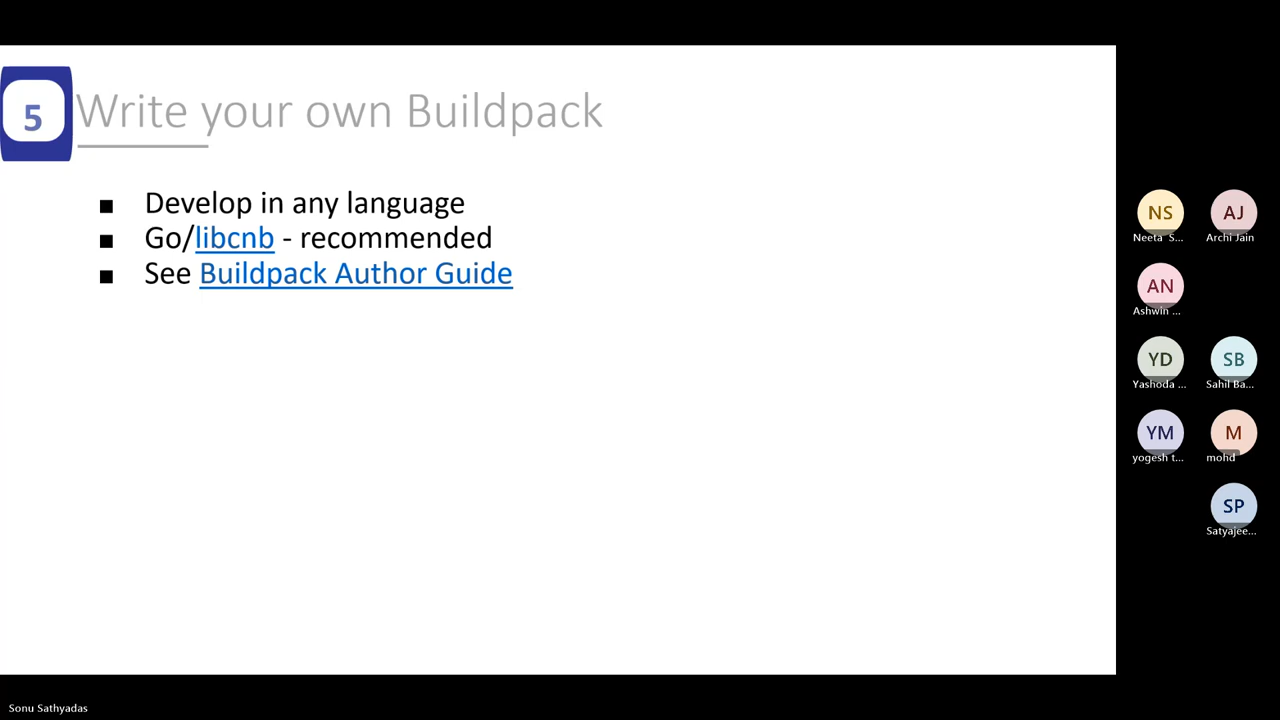 5
Write your own Buildpack
■ Develop in any language
■ Go/libcnb - recommended
■ See Buildpack Author Guide
NS
Neeta S...
AJ
Archi Jain
AN
Ashwin ...
YD
Yashoda ...
SB
Sahil Ba...
YM
yogesh t...
M
mohd
SP
Satyajee...
Sonu Sathyadas